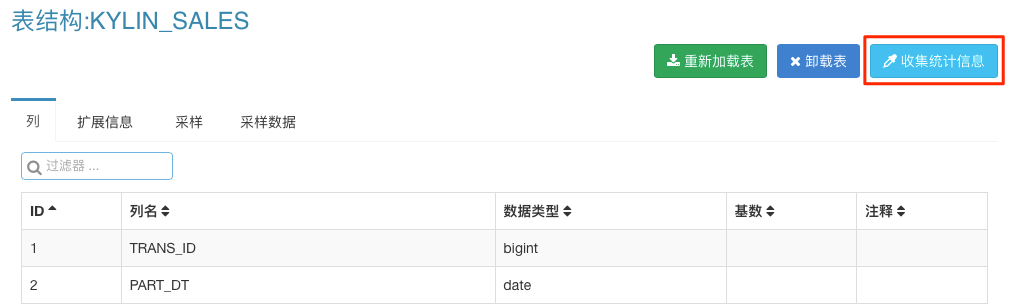 表结构:KYLIN_SALES
重新加载表 卸载表 收集统计信息
列 扩展信息 采样 采样数据
过滤器 ...
ID 列名 数据类型 基数 注释
1 TRANS_ID bigint
2 PART_DT date